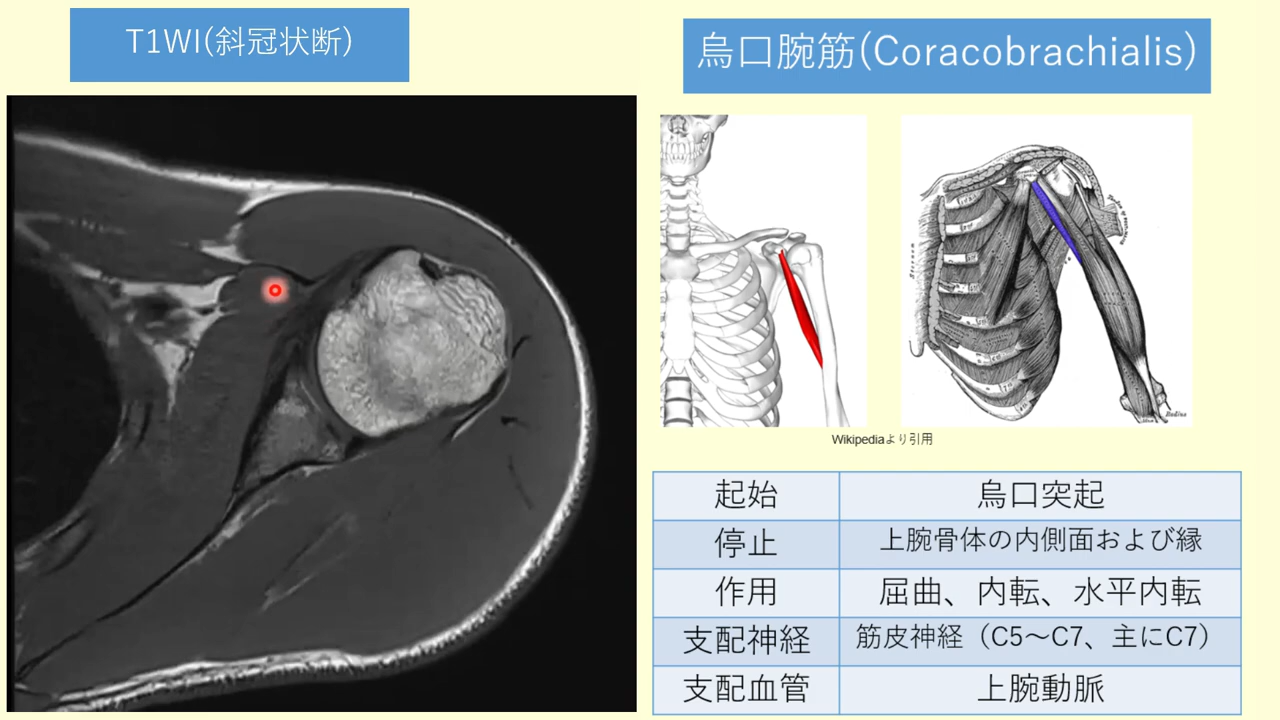 T1WI(斜冠状断)
烏口腕筋(Coracobrachialis)
Wikipediaより引用
起始 烏口突起
停止 上腕骨体の内側面および縁
作用 屈曲、内転、水平内転
支配神経 筋皮神経（C5～C7、主にC7）
支配血管 上腕動脈